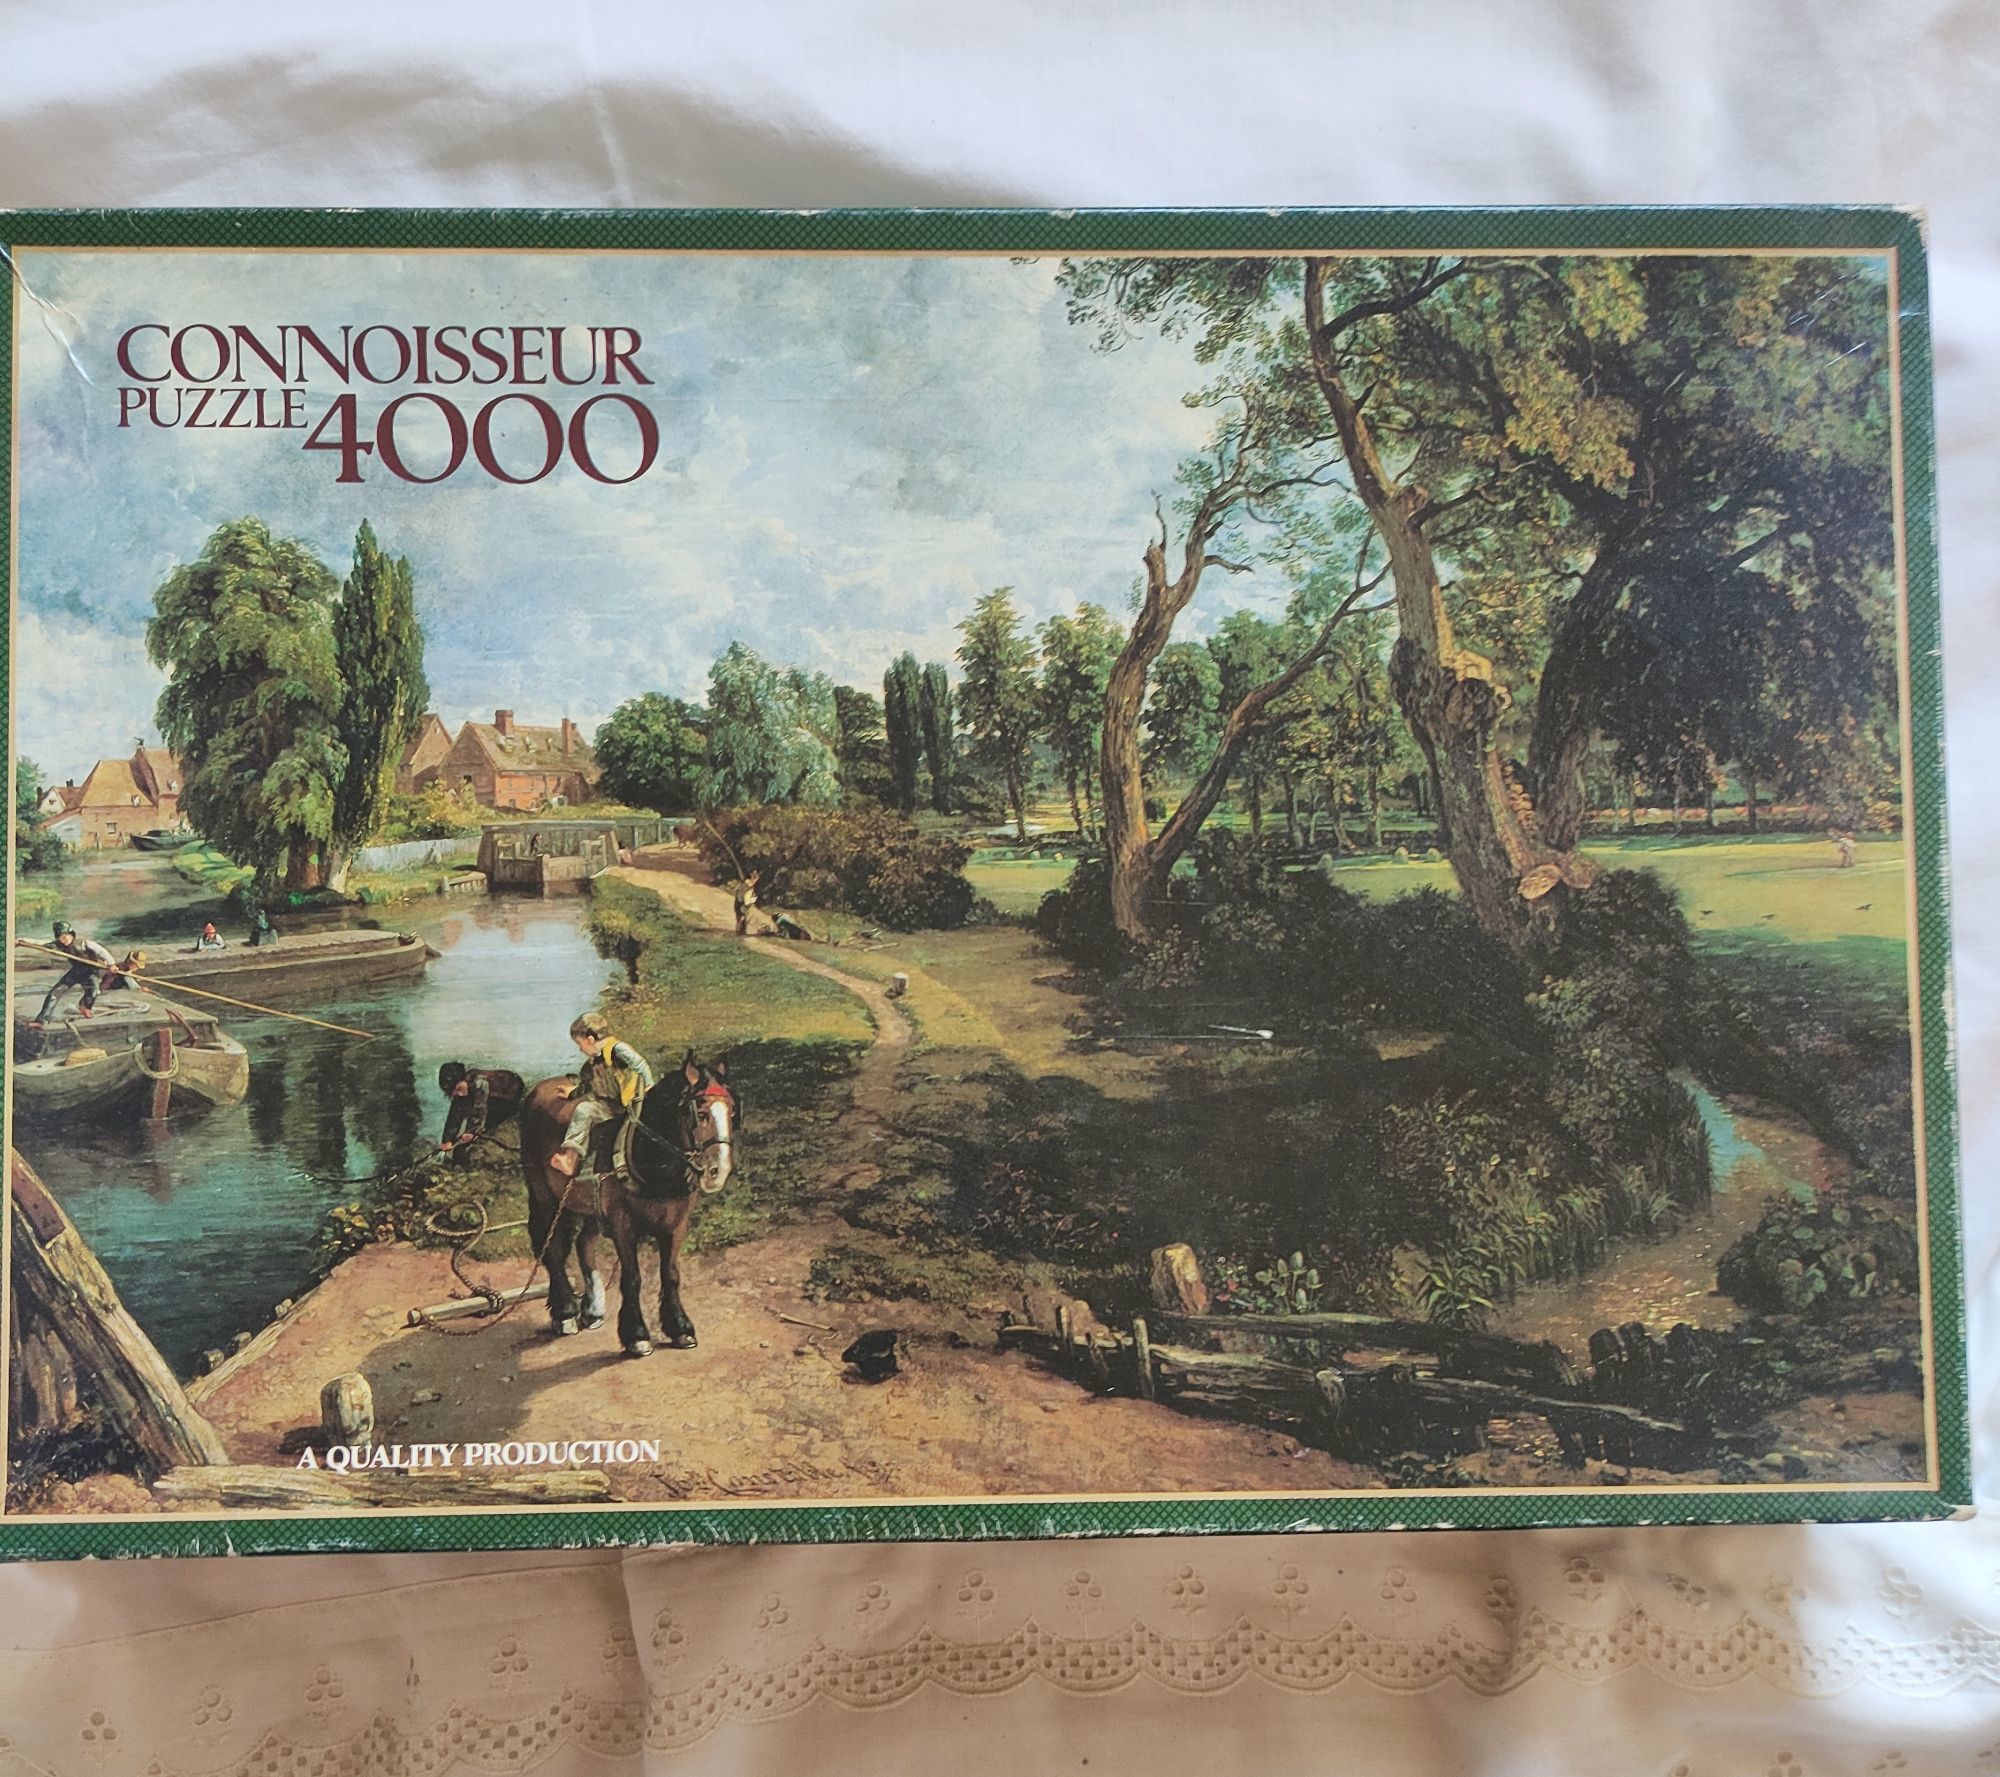 CONNOISSEUR
PUZZLE 4000
A QUALITY PRODUCTION